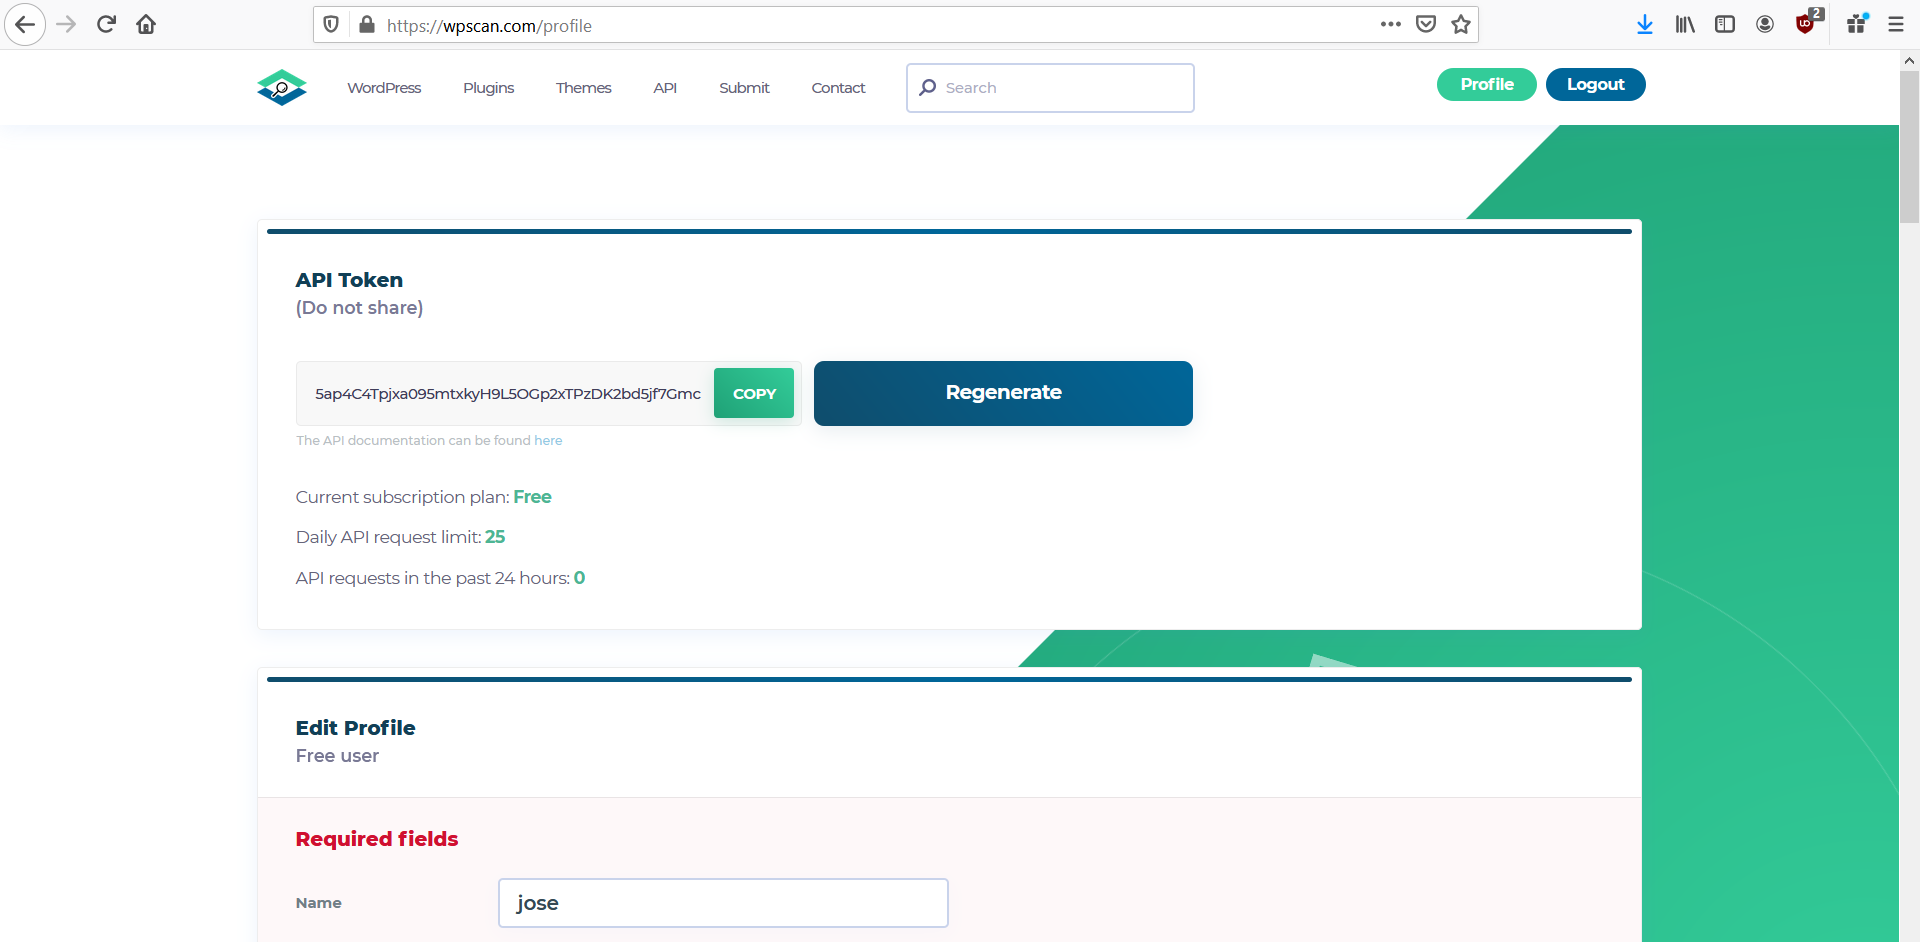 https://wpscan.com/profile
2
WordPress
Plugins
Themes
API
Submit
Contact
Search
Profile
Logout
API Token
(Do not share)
5ap4C4Tpjxa095mtxkyH9L5OGp2xTPzDK2bd5jf7Gmc
COPY
Regenerate
The API documentation can be found here
Current subscription plan: Free
Daily API request limit: 25
API requests in the past 24 hours: 0
Edit Profile
Free user
Required fields
Name
jose